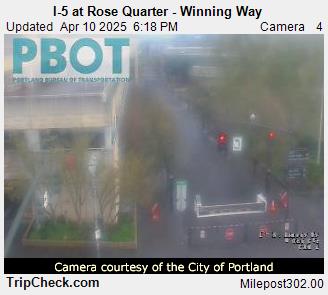 I-5 at Rose Quarter - Winning Way
Updated Apr 10 2025 6:18 PM Camera 4
PBOT
PORTLAND BUREAU OF TRANSPORTATION
Camera courtesy of the City of Portland
TripCheck.com Milepost302.00